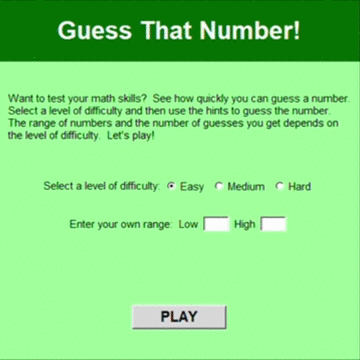 Guess That Number!
Want to test your math skills? See how quickly you can guess a number.
Select a level of difficulty and then use the hints to guess the number.
The range of numbers and the number of guesses you get depends on
the level of difficulty. Let's play!
Select a level of difficulty: Easy Medium Hard
Enter your own range: Low High
PLAY